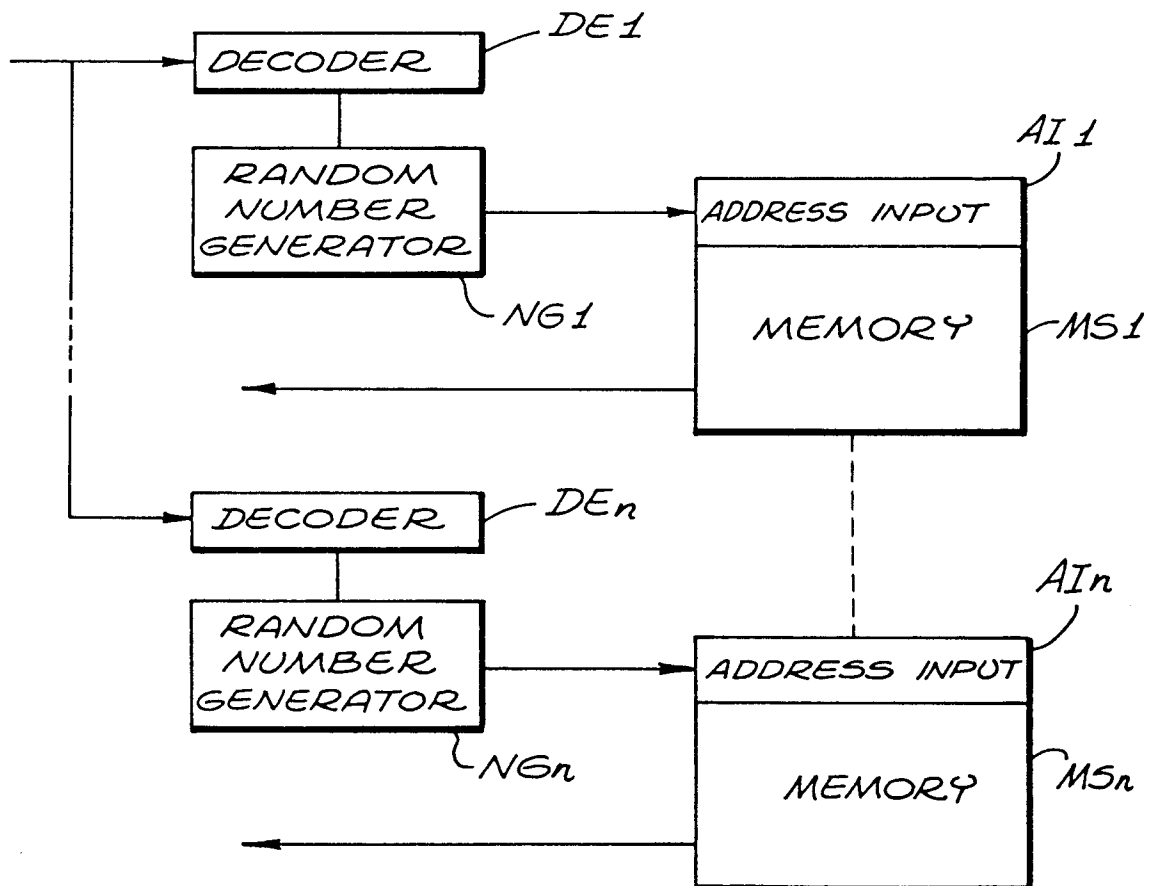 DE1
DECODER
AI1
RANDOM
NUMBER
GENERATOR
ADDRESS INPUT
NG1
MEMORY
MS1
DEn
DECODER
AIn
RANDOM
NUMBER
GENERATOR
ADDRESS INPUT
NGn
MEMORY
MSn